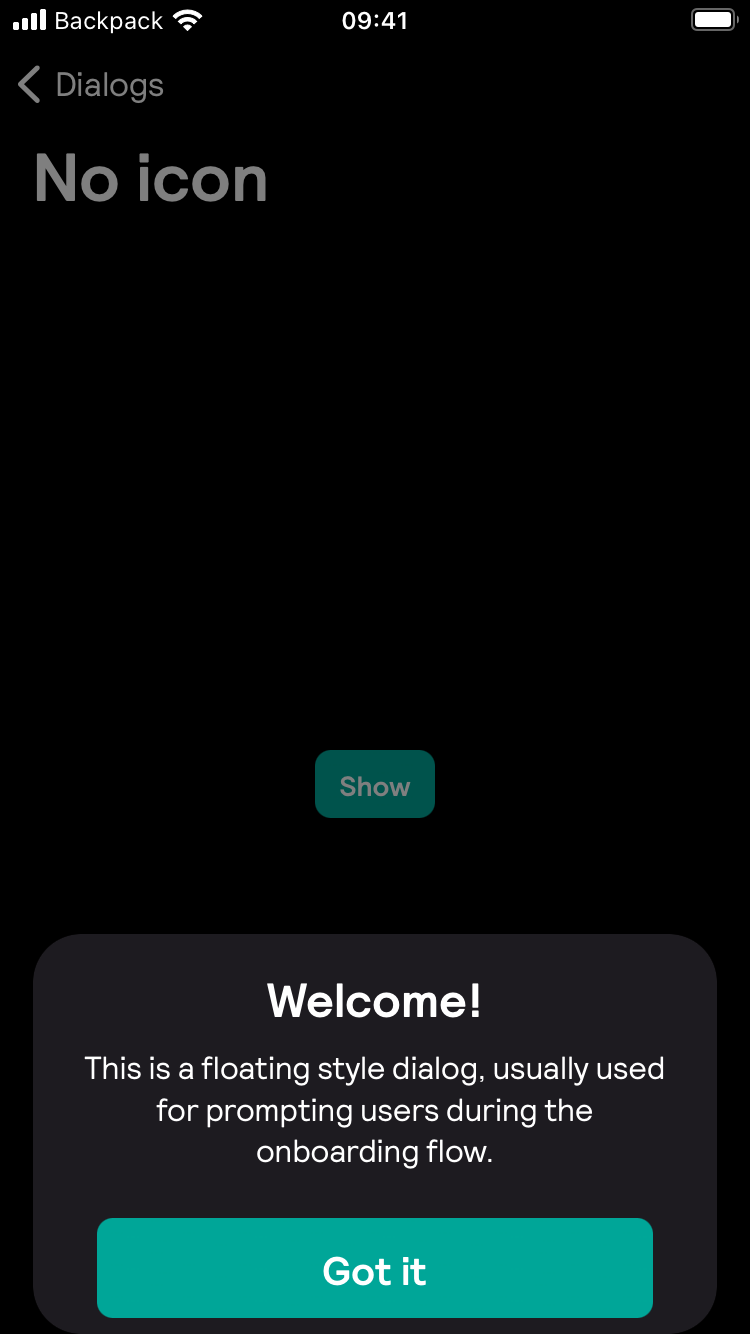 Backpack 09:41
Dialogs
No icon
Show
Welcome!
This is a floating style dialog, usually used
for prompting users during the
onboarding flow.
Got it